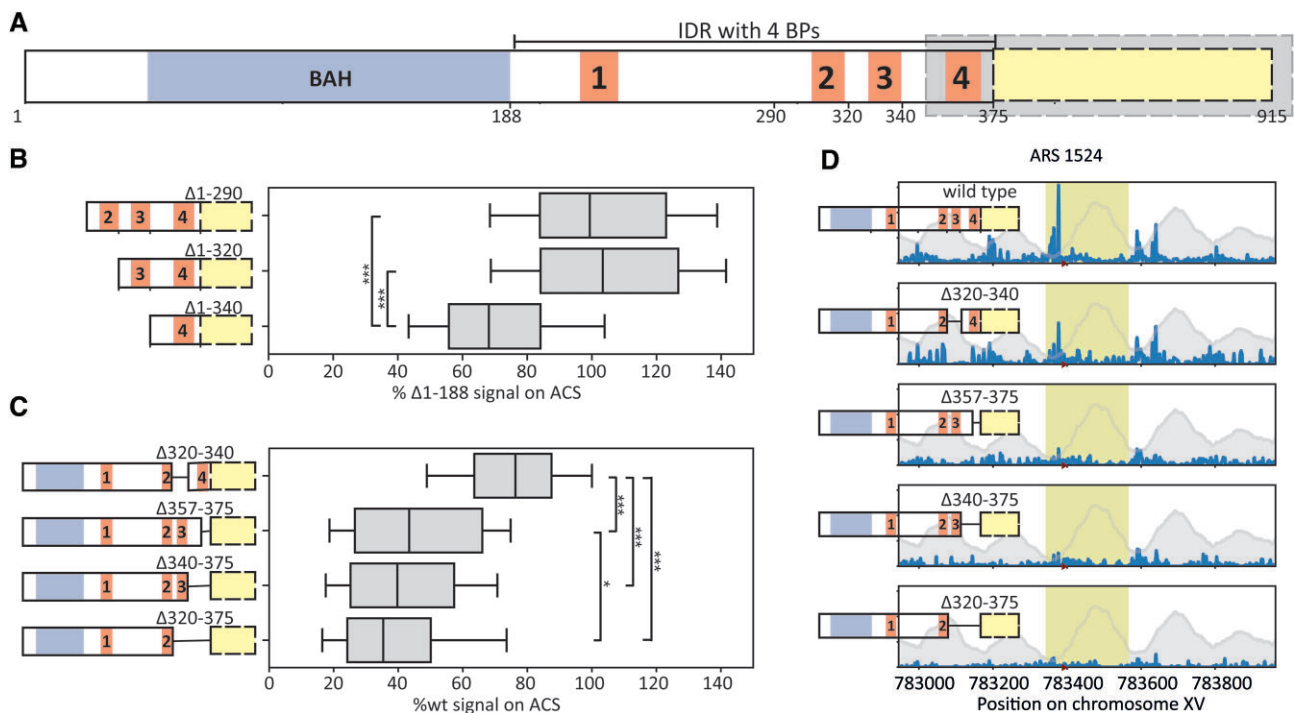 A
IDR with 4 BPs
BAH 1 2 3 4
1 188 290 320 340 375 915
B
Δ1-290
2 3 4
Δ1-320
3 4
Δ1-340
4
***
***
0 20 40 60 80 100 120 140
% Δ1-188 signal on ACS
C
Δ320-340
1 2 4
Δ357-375
1 2 3
Δ340-375
1 2 3
Δ320-375
1 2
***
***
***
*
0 20 40 60 80 100 120 140
%wt signal on ACS
D
ARS 1524
wild type
1 2 3 4
Δ320-340
1 2 4
Δ357-375
1 2 3
Δ340-375
1 2 3
Δ320-375
1 2
783000 783200 783400 783600 783800
Position on chromosome XV